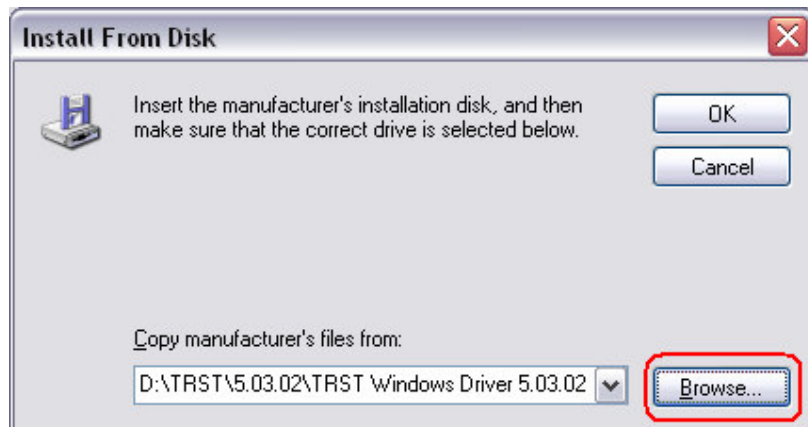 Install From Disk
Insert the manufacturer's installation disk, and then
make sure that the correct drive is selected below.
OK
Cancel
Copy manufacturer's files from:
D:\TRST\5.03.02\TRST Windows Driver 5.03.02
Browse...